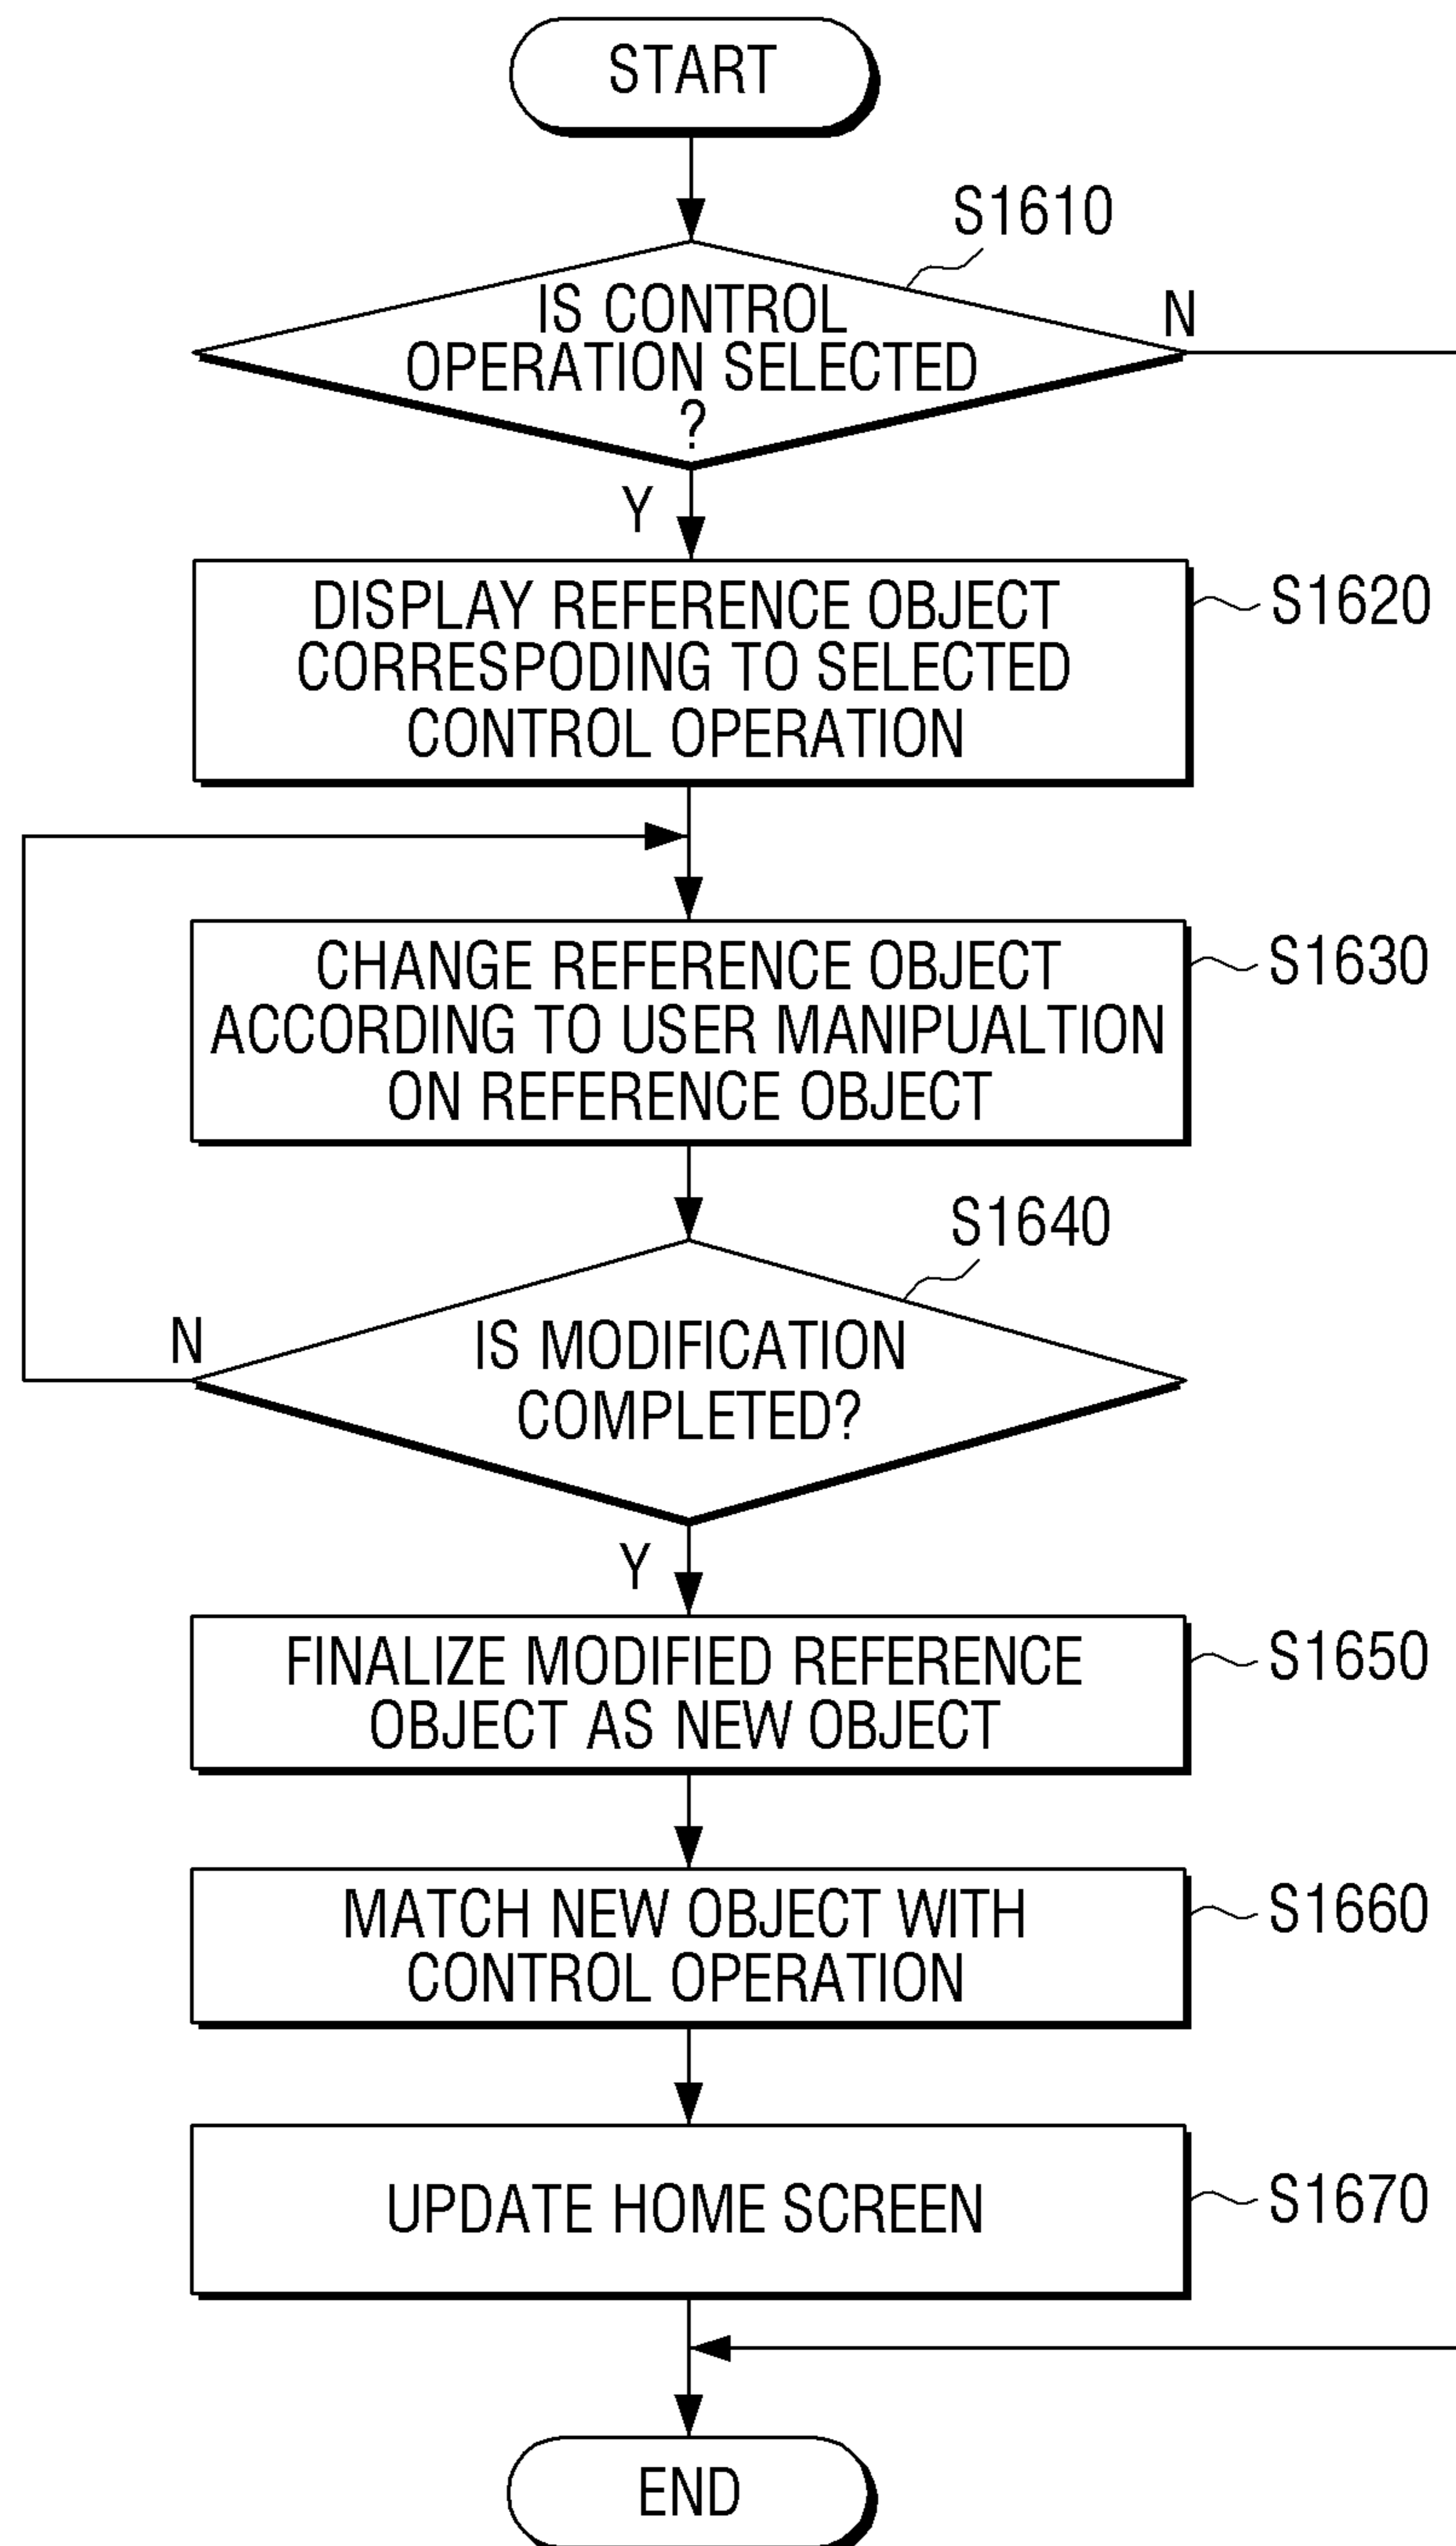 START
S1610
IS CONTROL
OPERATION SELECTED
?
N
Y
DISPLAY REFERENCE OBJECT
CORRESPODING TO SELECTED
CONTROL OPERATION
S1620
CHANGE REFERENCE OBJECT
ACCORDING TO USER MANIPUALTION
ON REFERENCE OBJECT
S1630
S1640
IS MODIFICATION
COMPLETED?
N
Y
FINALIZE MODIFIED REFERENCE
OBJECT AS NEW OBJECT
S1650
MATCH NEW OBJECT WITH
CONTROL OPERATION
S1660
UPDATE HOME SCREEN
S1670
END